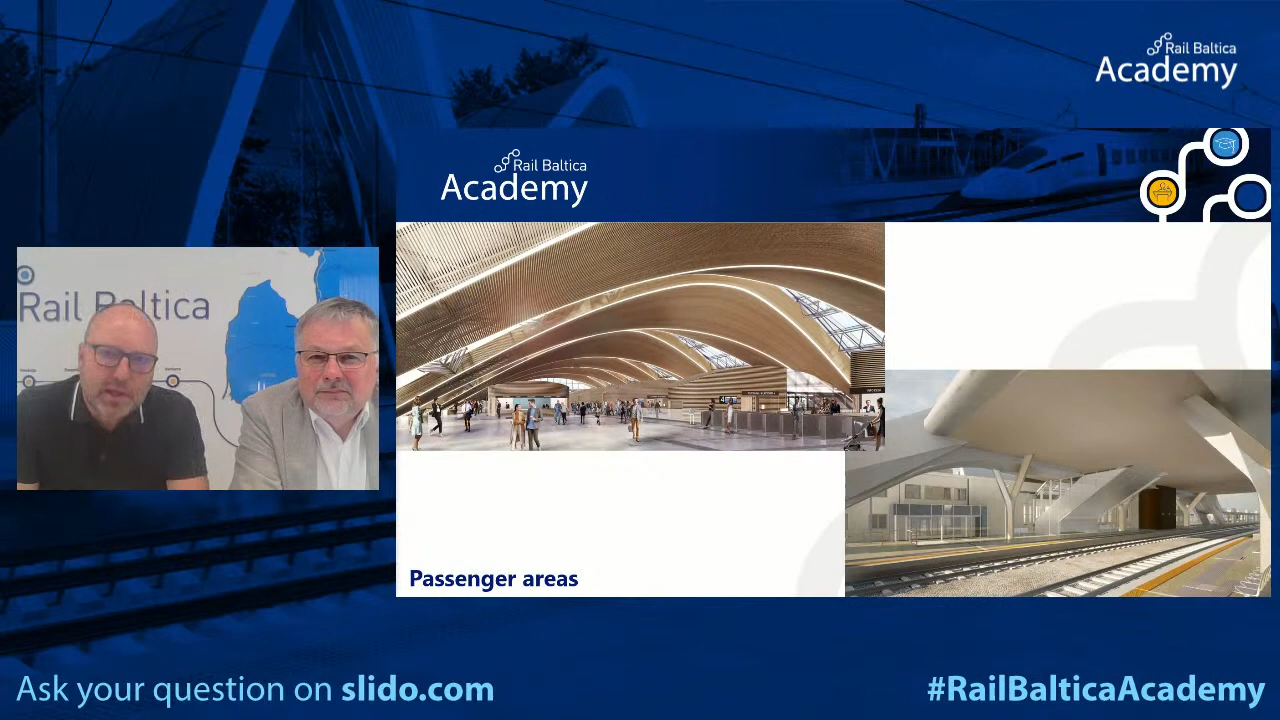 Rail Baltica
Academy
Rail Baltica
Academy
Rail Baltica
Passenger areas
Ask your question on slido.com
#RailBalticaAcademy